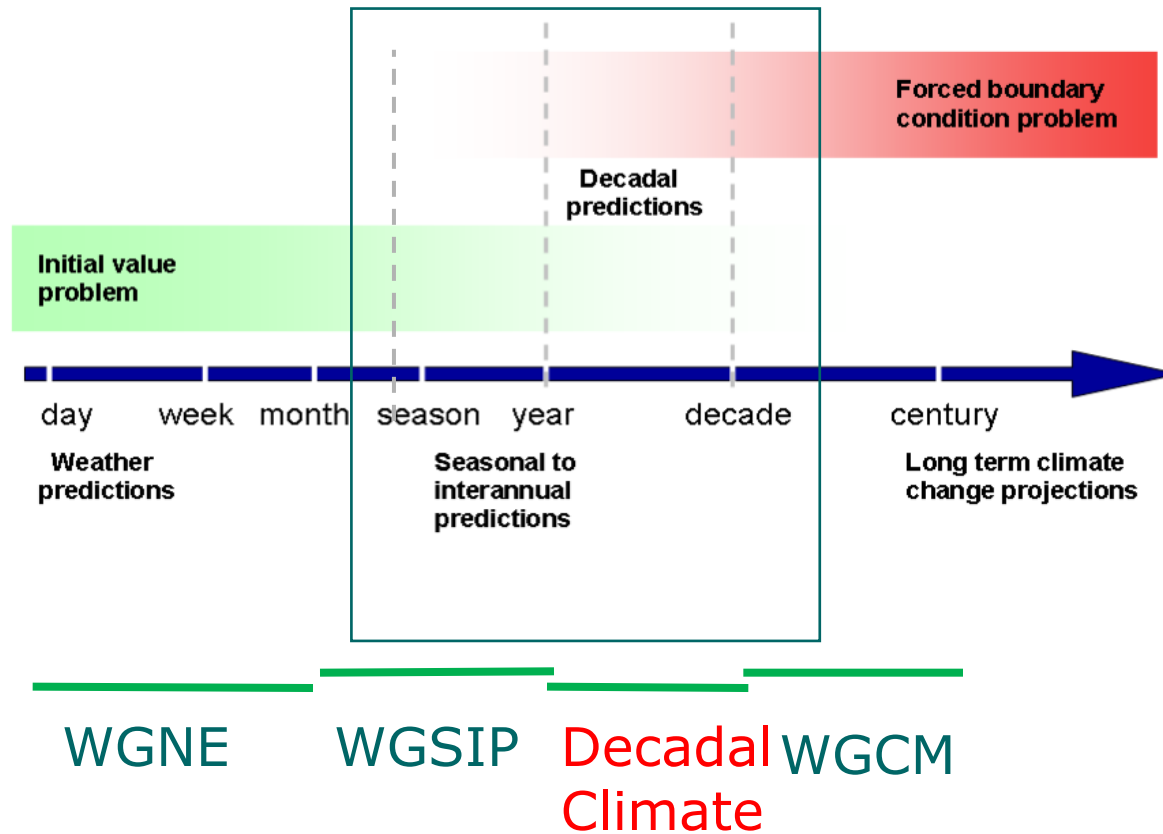 Forced boundary
condition problem
Decadal
predictions
Initial value
problem
day week month season year decade century
Weather
predictions
Seasonal to
interannual
predictions
Long term climate
change projections
WGNE WGSIP Decadal WGCM
Climate